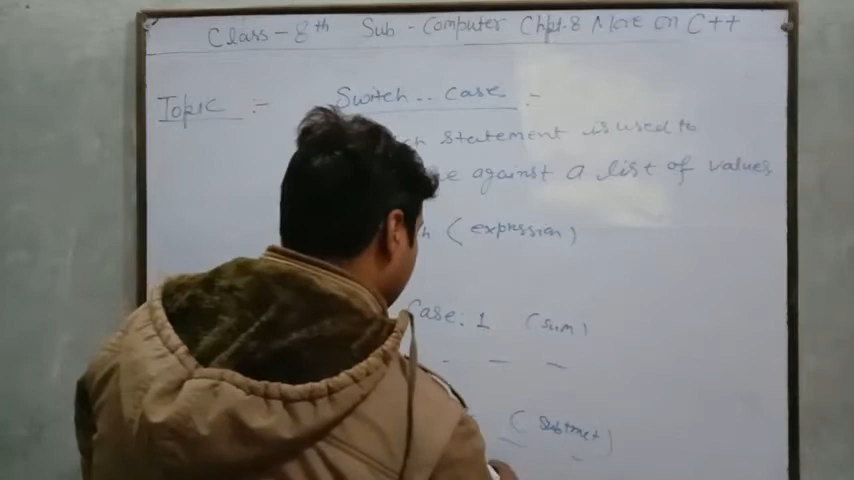 Class - 8th Sub - Computer Chpt. 8 More on C++
Topic :- Switch .. Case :-
ch statement is used to
e against a list of values
h (expression)
Case: 1 (sum)
(subtract)